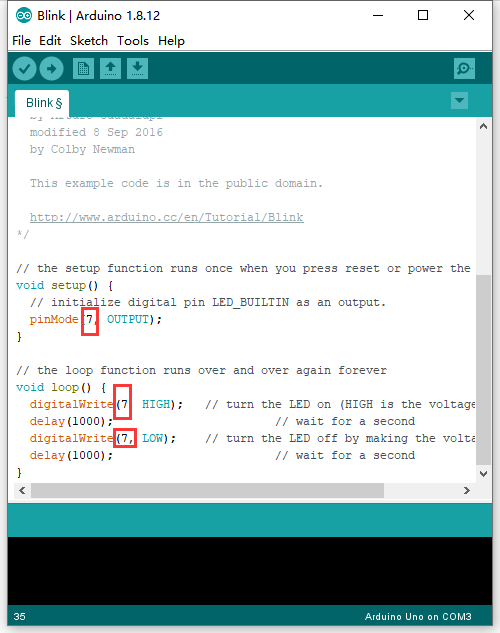 Blink | Arduino 1.8.12
File Edit Sketch Tools Help
Blink §
modified 8 Sep 2016
by Colby Newman
This example code is in the public domain.
http://www.arduino.cc/en/Tutorial/Blink
*/
// the setup function runs once when you press reset or power the
void setup() {
// initialize digital pin LED_BUILTIN as an output.
pinMode(7, OUTPUT);
}
// the loop function runs over and over again forever
void loop() {
digitalWrite(7, HIGH);   // turn the LED on (HIGH is the voltage
delay(1000);                       // wait for a second
digitalWrite(7, LOW);    // turn the LED off by making the volta
delay(1000);                       // wait for a second
}
35
Arduino Uno on COM3